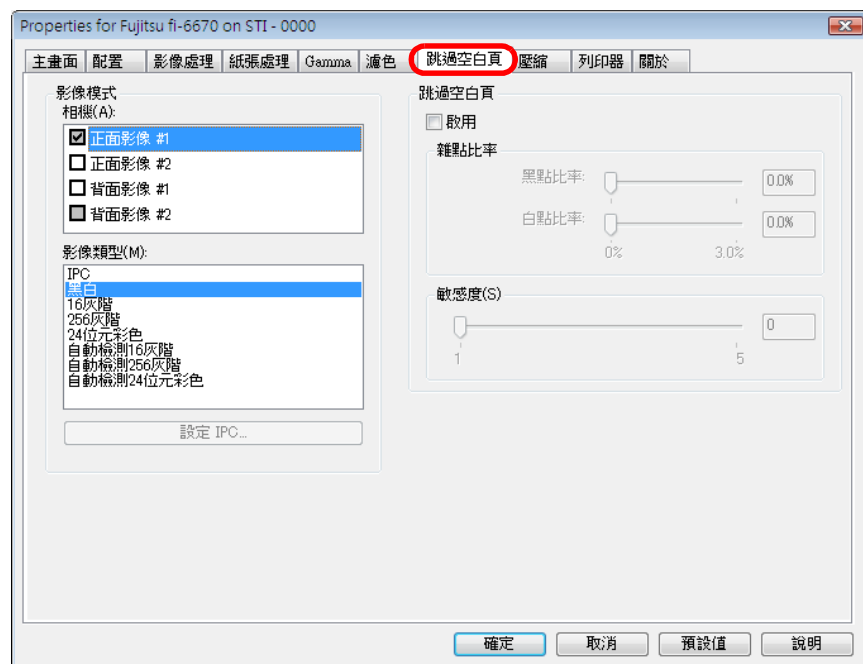 Properties for Fujitsu fi-6670 on STI - 0000
主畫面 配置 影像處理 紙張處理 Gamma 濾色 跳過空白頁 壓縮 列印器 關於
影像模式
相機(A):
正面影像 #1
正面影像 #2
背面影像 #1
背面影像 #2
影像類型(M):
IPC
黑白
16灰階
256灰階
24位元彩色
自動檢測16灰階
自動檢測256灰階
自動檢測24位元彩色
設定 IPC...
跳過空白頁
啟用
雜點比率
黑點比率: 0.0%
白點比率: 0.0%
0% 3.0%
敏感度(S)
0
1 5
確定 取消 預設值 說明